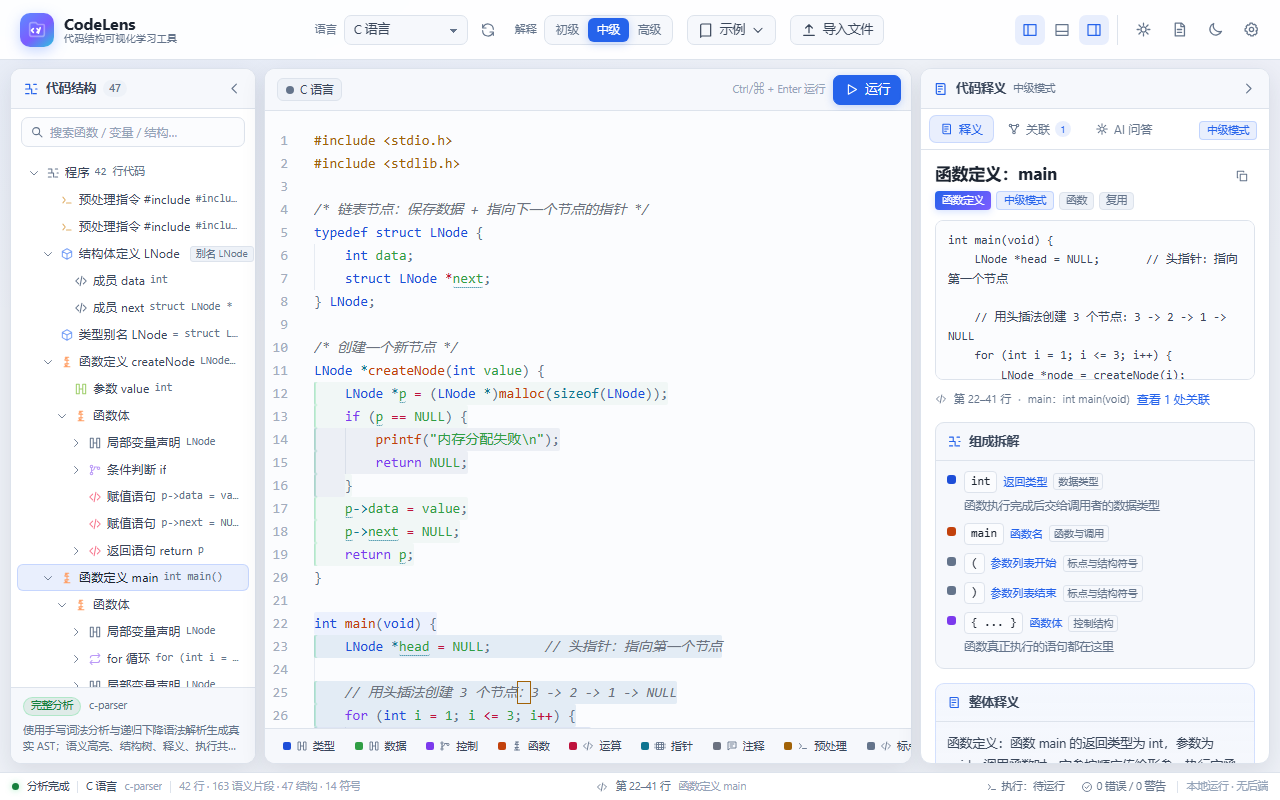 CodeLens
代码结构可视化学习工具
语言 C 语言 解释 初级 中级 高级 示例 导入文件
代码结构 47
搜索函数 / 变量 / 结构...
程序 42 行代码
预处理指令 #include #inclu...
预处理指令 #include #inclu...
结构体定义 LNode 别名 LNode
成员 data int
成员 next struct LNode *
类型别名 LNode = struct L...
函数定义 createNode LNode...
参数 value int
函数体
局部变量声明 LNode
条件判断 if
赋值语句 p->data = va...
赋值语句 p->next = NU...
返回语句 return p
函数定义 main int main()
函数体
局部变量声明 LNode
for 循环 for (int i = ...
局部变量声明 LNode
完整分析 c-parser
使用手写词法分析与递归下降语法解析生成真
实 AST；语义高亮、结构树、释义、执行共...
C 语言 Ctrl/⌘ + Enter 运行 运行
1 #include <stdio.h>
2 #include <stdlib.h>
3
4 /* 链表节点：保存数据 + 指向下一个节点的指针 */
5 typedef struct LNode {
6 int data;
7 struct LNode *next;
8 } LNode;
9
10 /* 创建一个新节点 */
11 LNode *createNode(int value) {
12 LNode *p = (LNode *)malloc(sizeof(LNode));
13 if (p == NULL) {
14 printf("内存分配失败\n");
15 return NULL;
16 }
17 p->data = value;
18 p->next = NULL;
19 return p;
20 }
21
22 int main(void) {
23 LNode *head = NULL; // 头指针：指向第一个节点
24
25 // 用头插法创建 3 个节点：3 -> 2 -> 1 -> NULL
26 for (int i = 1; i <= 3; i++) {
类型 数据 控制 函数 运算 指针 注释 预处理
代码释义 中级模式
释义 关联 1 AI 问答 中级模式
函数定义：main
函数定义 中级模式 函数 复用
int main(void) {
LNode *head = NULL; // 头指针：指向
第一个节点
// 用头插法创建 3 个节点：3 -> 2 -> 1 ->
NULL
for (int i = 1; i <= 3; i++) {
LNode *node = createNode(i);
第 22–41 行 · main：int main(void) 查看 1 处关联
组成拆解
int 返回类型 数据类型
函数执行完成后交给调用者的数据类型
main 函数名 函数与调用
( 参数列表开始 标点与结构符号
) 参数列表结束 标点与结构符号
{ ... } 函数体 控制结构
函数真正执行的语句都在这里
整体释义
函数定义：函数 main 的返回类型为 int，参数为
分析完成 C 语言 c-parser 42 行 · 163 语义片段 · 47 结构 · 14 符号 第 22–41 行 函数定义 main 执行：待运行 0 错误 / 0 警告 本地运行 · 无后端